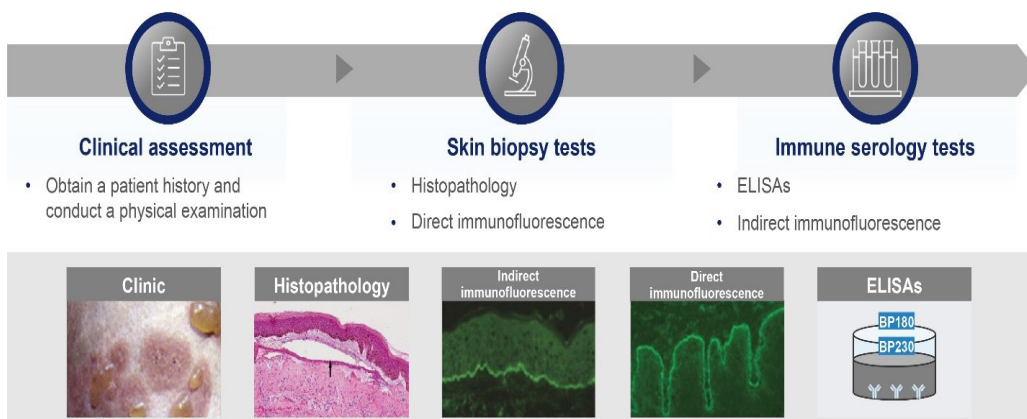 Clinical assessment
• Obtain a patient history and
conduct a physical examination
Skin biopsy tests
• Histopathology
• Direct immunofluorescence
Immune serology tests
• ELISAs
• Indirect immunofluorescence
Clinic
Histopathology
Indirect
immunofluorescence
Direct
immunofluorescence
ELISAs
BP180
BP230